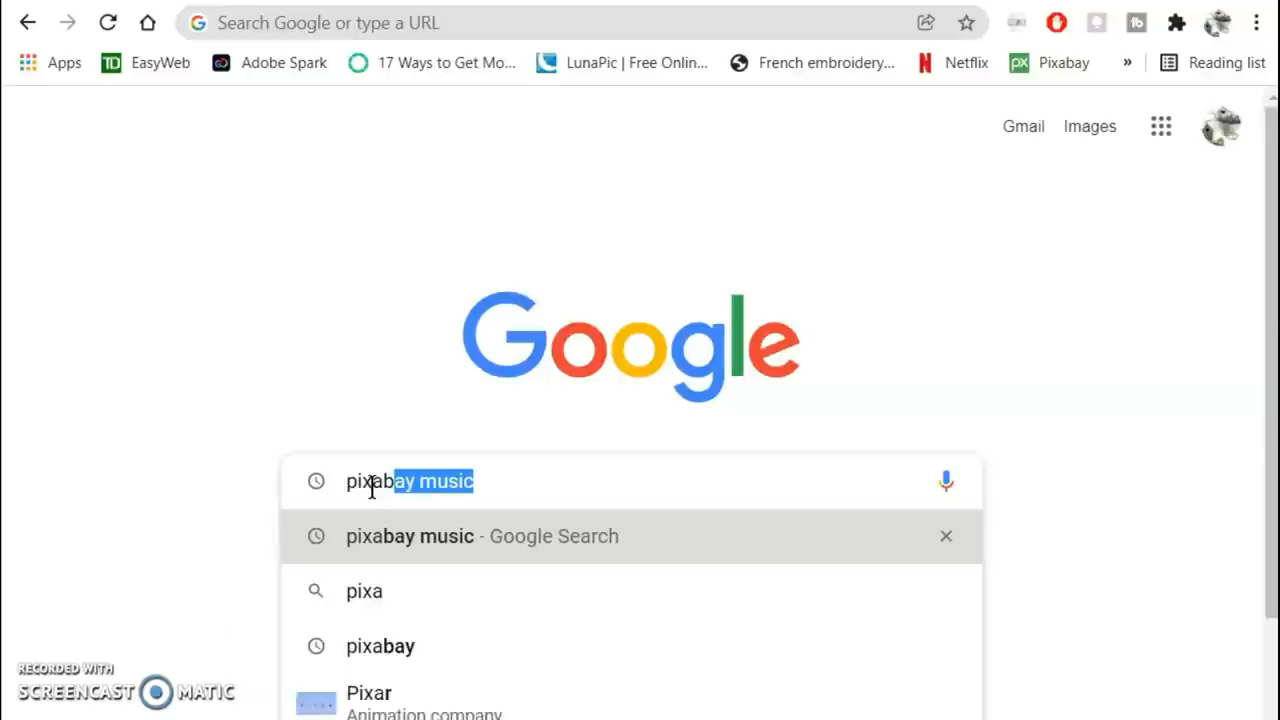 Search Google or type a URL
Apps EasyWeb Adobe Spark 17 Ways to Get Mo... LunaPic | Free Onlin... French embroidery... Netflix Pixabay » Reading list
Gmail Images
Google
pixabay music
pixabay music - Google Search
pixa
pixabay
Pixar
Animation company
RECORDED WITH
SCREENCAST MATIC